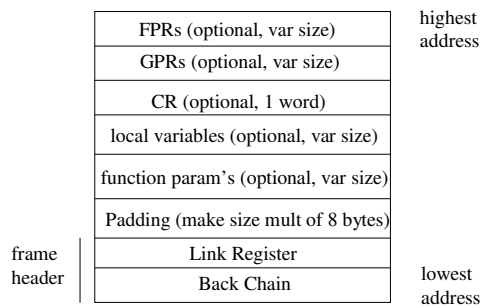 FPRs (optional, var size)
GPRs (optional, var size)
CR (optional, 1 word)
local variables (optional, var size)
function param's (optional, var size)
Padding (make size mult of 8 bytes)
Link Register
Back Chain
highest
address
frame
header
lowest
address